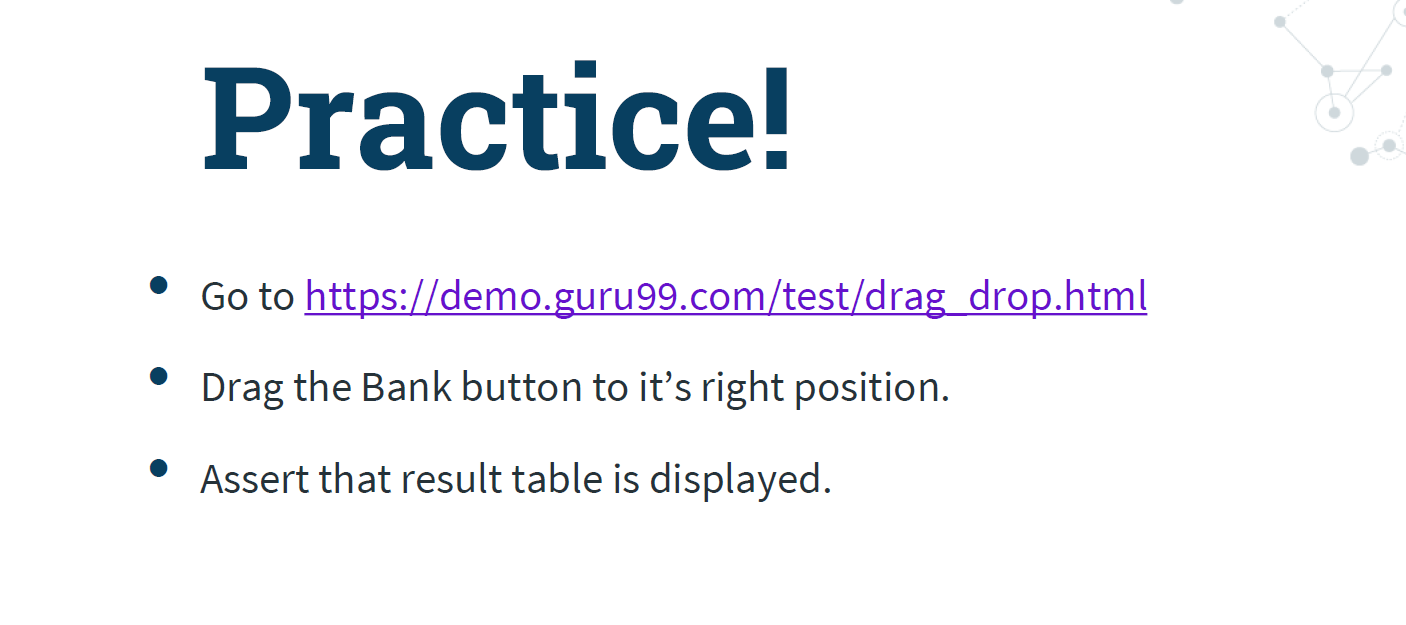 Practice!
• Go to https://demo.guru99.com/test/drag_drop.html
• Drag the Bank button to it’s right position.
• Assert that result table is displayed.